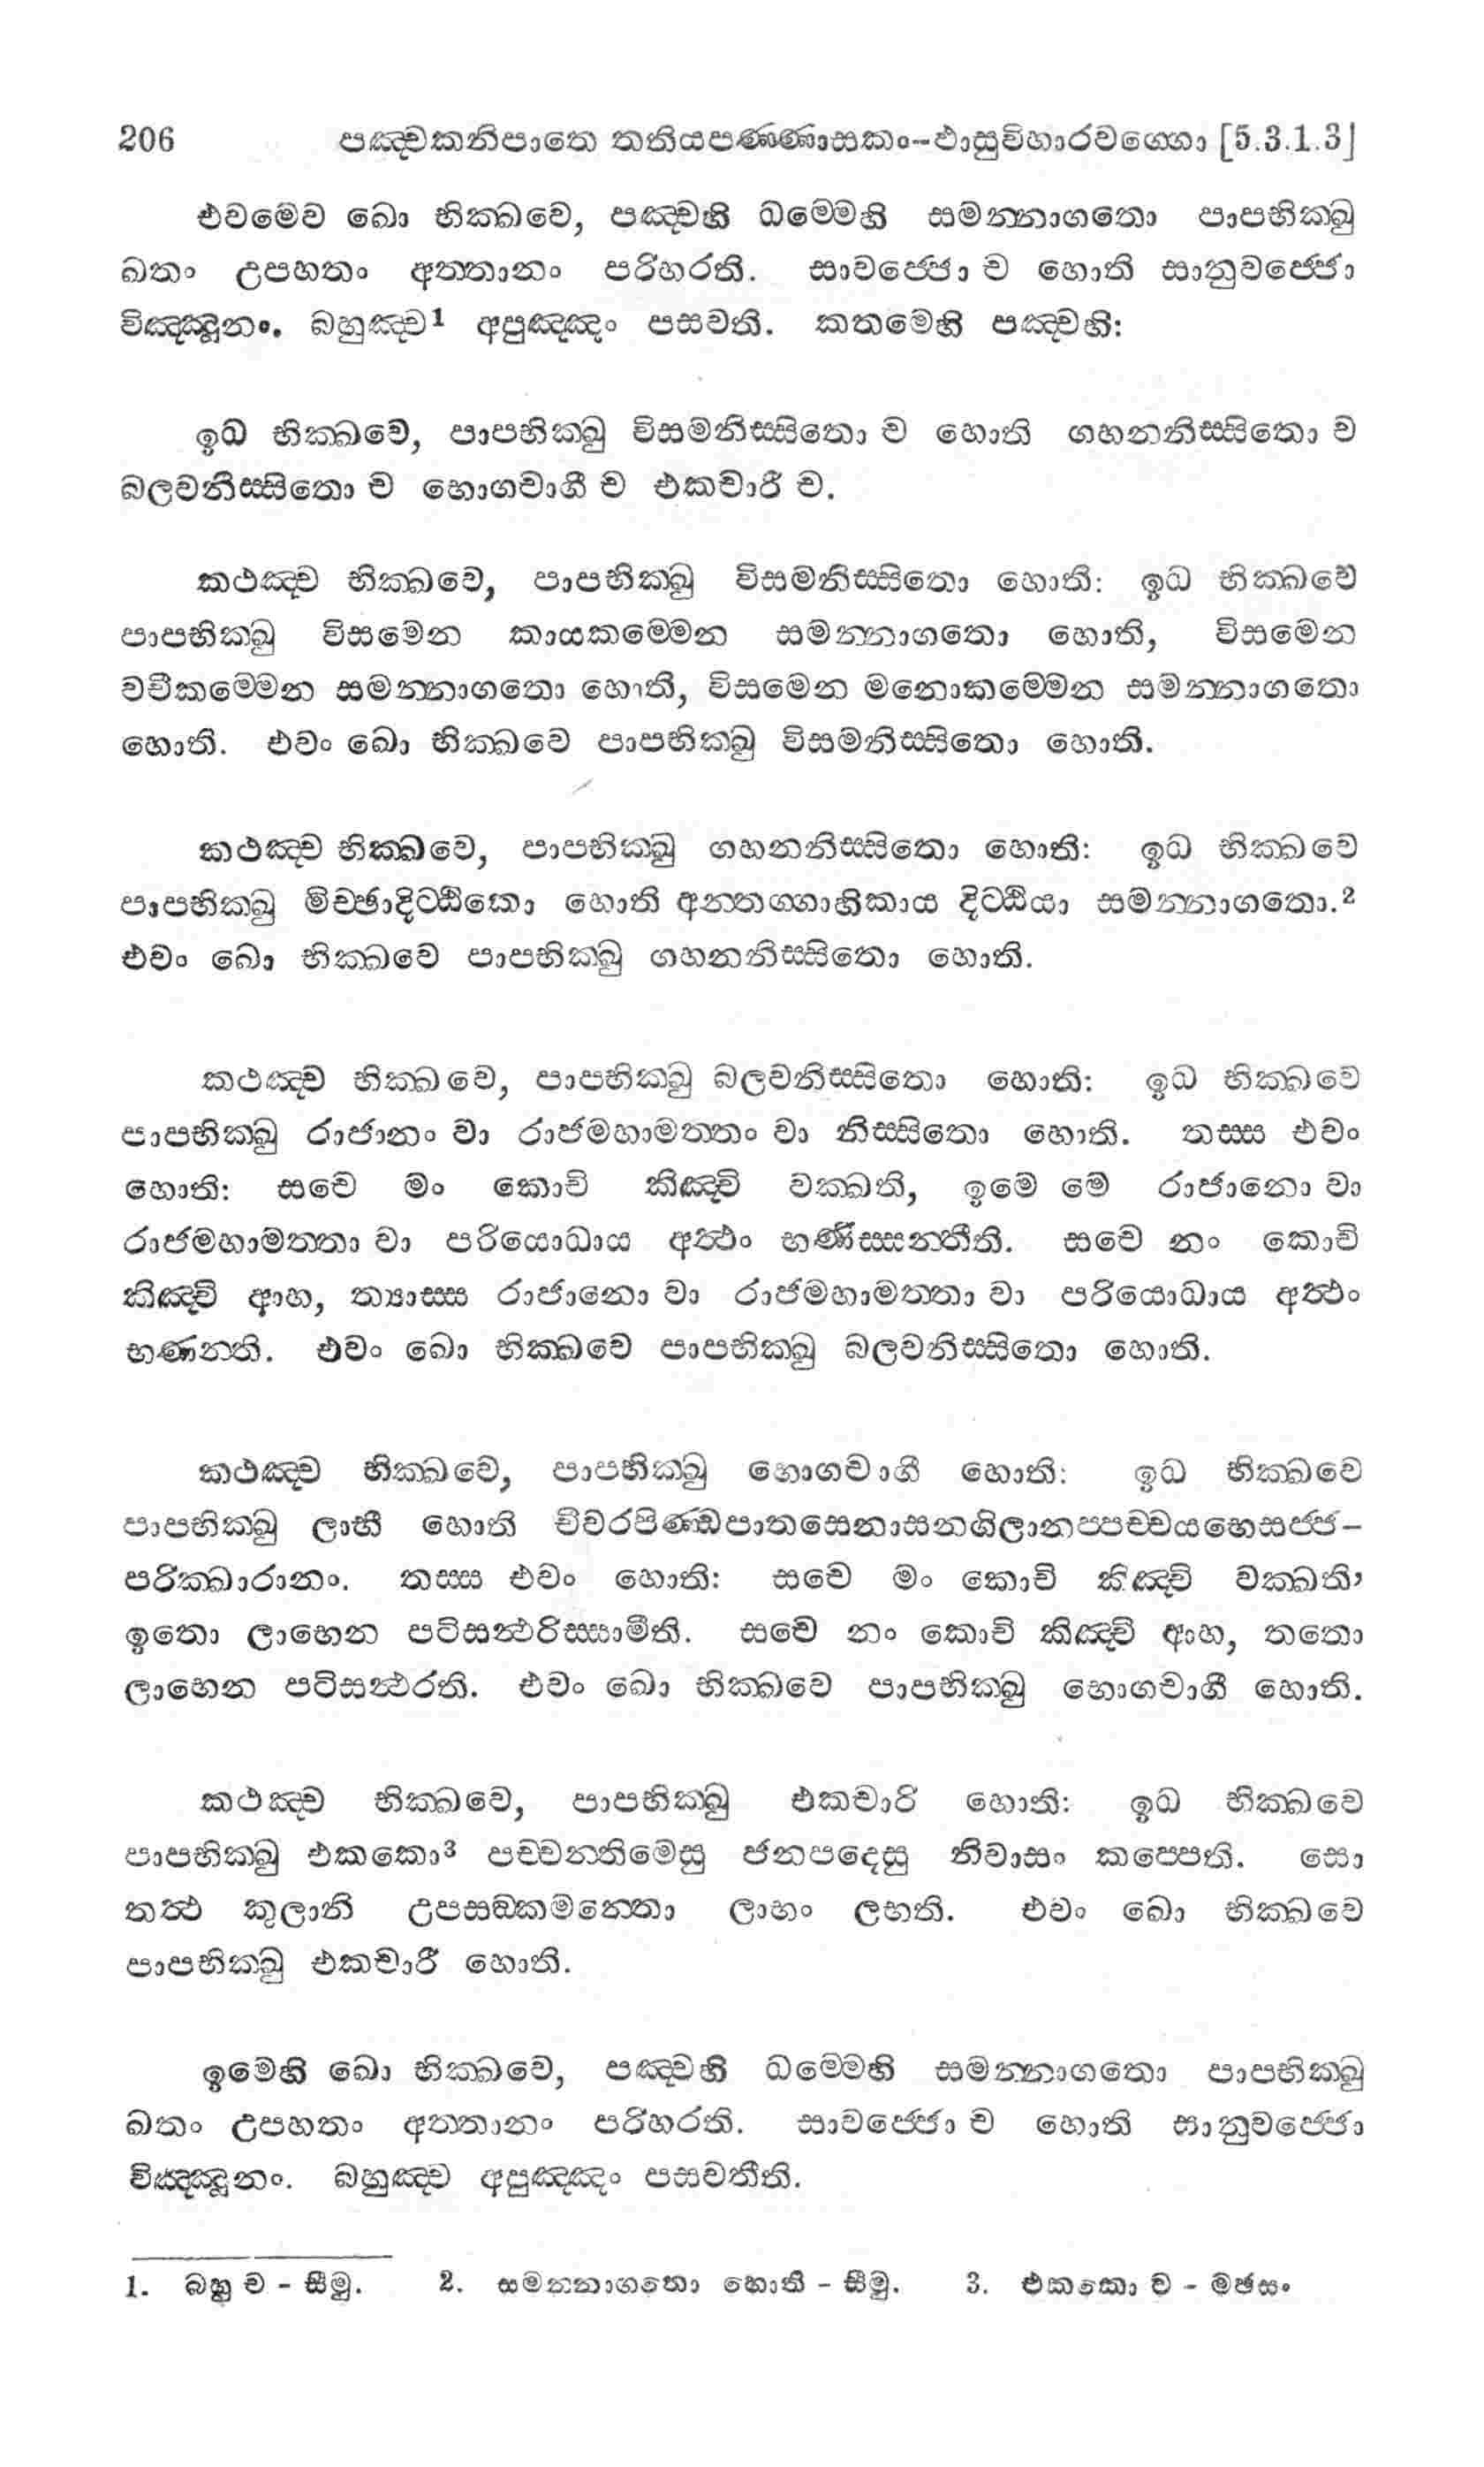 206 පඤ්චකනිපාතෙ තතියපණ්ණාසකං-ඵාසුවිහාරවග්ගො [5.3.1.3]
එවමෙව ඛො භික්ඛවෙ, පඤ්චහි ධම්මෙහි සමන්නාගතො පාපභික්ඛු
ඛතං උපහතං අත්තානං පරිහරති. සාවජ්ජො ච හොති සානුවජ්ජො
විඤ්ඤූනං. බහුඤ්ච1 අපුඤ්ඤං පසවති. කතමෙහි පඤ්චහි:
ඉධ භික්ඛවෙ, පාපභික්ඛු විසමනිස්සිතො ච හොති ගහනනිස්සිතො ච
බලවනිස්සිතො ච භොගචාගී ච එකචාරී ච.
කථඤ්ච භික්ඛවෙ, පාපභික්ඛු විසමනිස්සිතො හොති: ඉධ භික්ඛවෙ
පාපභික්ඛු විසමෙන කායකම්මෙන සමන්නාගතො හොති, විසමෙන
වචීකම්මෙන සමන්නාගතො හොති, විසමෙන මනොකම්මෙන සමන්නාගතො
හොති. එවං ඛො භික්ඛවෙ පාපභික්ඛු විසමනිස්සිතො හොති.
කථඤ්ච භික්ඛවෙ, පාපභික්ඛු ගහනනිස්සිතො හොති: ඉධ භික්ඛවෙ
පාපභික්ඛු මිච්ඡාදිට්ඨිකො හොති අන්තග්ගාහිකාය දිට්ඨියා සමන්නාගතො.2
එවං ඛො භික්ඛවෙ පාපභික්ඛු ගහනනිස්සිතො හොති.
කථඤ්ච භික්ඛවෙ, පාපභික්ඛු බලවනිස්සිතො හොති: ඉධ භික්ඛවෙ
පාපභික්ඛු රාජානං වා රාජමහාමත්තං වා නිස්සිතො හොති. තස්ස එවං
හොති: සචෙ මං කොචි කිඤ්චි වක්ඛති, ඉමෙ මෙ රාජානො වා
රාජමහාමත්තා වා පරියොධාය අත්ථං භණිස්සන්තීති. සචෙ නං කොචි
කිඤ්චි ආහ, ත්‍යාස්ස රාජානො වා රාජමහාමත්තා වා පරියොධාය අත්ථං
භණන්ති. එවං ඛො භික්ඛවෙ පාපභික්ඛු බලවනිස්සිතො හොති.
කථඤ්ච භික්ඛවෙ, පාපභික්ඛු භොගචාගී හොති: ඉධ භික්ඛවෙ
පාපභික්ඛු ලාභී හොති චීවරපිණ්ඩපාතසෙනාසනගිලානප්පච්චයභෙසජ්ජ-
පරික්ඛාරානං. තස්ස එවං හොති: සචෙ මං කොචි කිඤ්චි වක්ඛති,
ඉතො ලාභෙන පටිසන්ථරිස්සාමීති. සචෙ නං කොචි කිඤ්චි ආහ, තතො
ලාභෙන පටිසන්ථරති. එවං ඛො භික්ඛවෙ පාපභික්ඛු භොගචාගී හොති.
කථඤ්ච භික්ඛවෙ, පාපභික්ඛු එකචාරි හොති: ඉධ භික්ඛවෙ
පාපභික්ඛු එකකො3 පච්චන්තිමෙසු ජනපදෙසු නිවාසං කප්පෙති. සො
තත්ථ කුලානි උපසඞ්කමන්තො ලාභං ලභති. එවං ඛො භික්ඛවෙ
පාපභික්ඛු එකචාරී හොති.
ඉමෙහි ඛො භික්ඛවෙ, පඤ්චහි ධම්මෙහි සමන්නාගතො පාපභික්ඛු
ඛතං උපහතං අත්තානං පරිහරති. සාවජ්ජො ච හොති සානුවජ්ජො
විඤ්ඤූනං. බහුඤ්ච අපුඤ්ඤං පසවතීති.
1. බහු ච - සීමු. 2. සමන්නාගතො හොති - සීමු. 3. එකකො ච - මඡසං